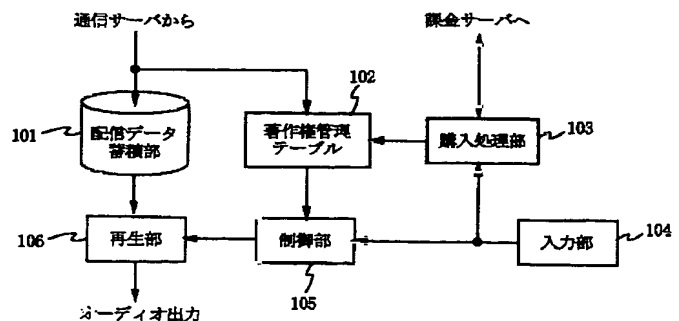 通信サーバから
課金サーバへ
102
101
配信データ
蓄積部
著作権管理
テーブル
購入処理部
103
106
再生部
制御部
入力部
104
105
オーディオ出力